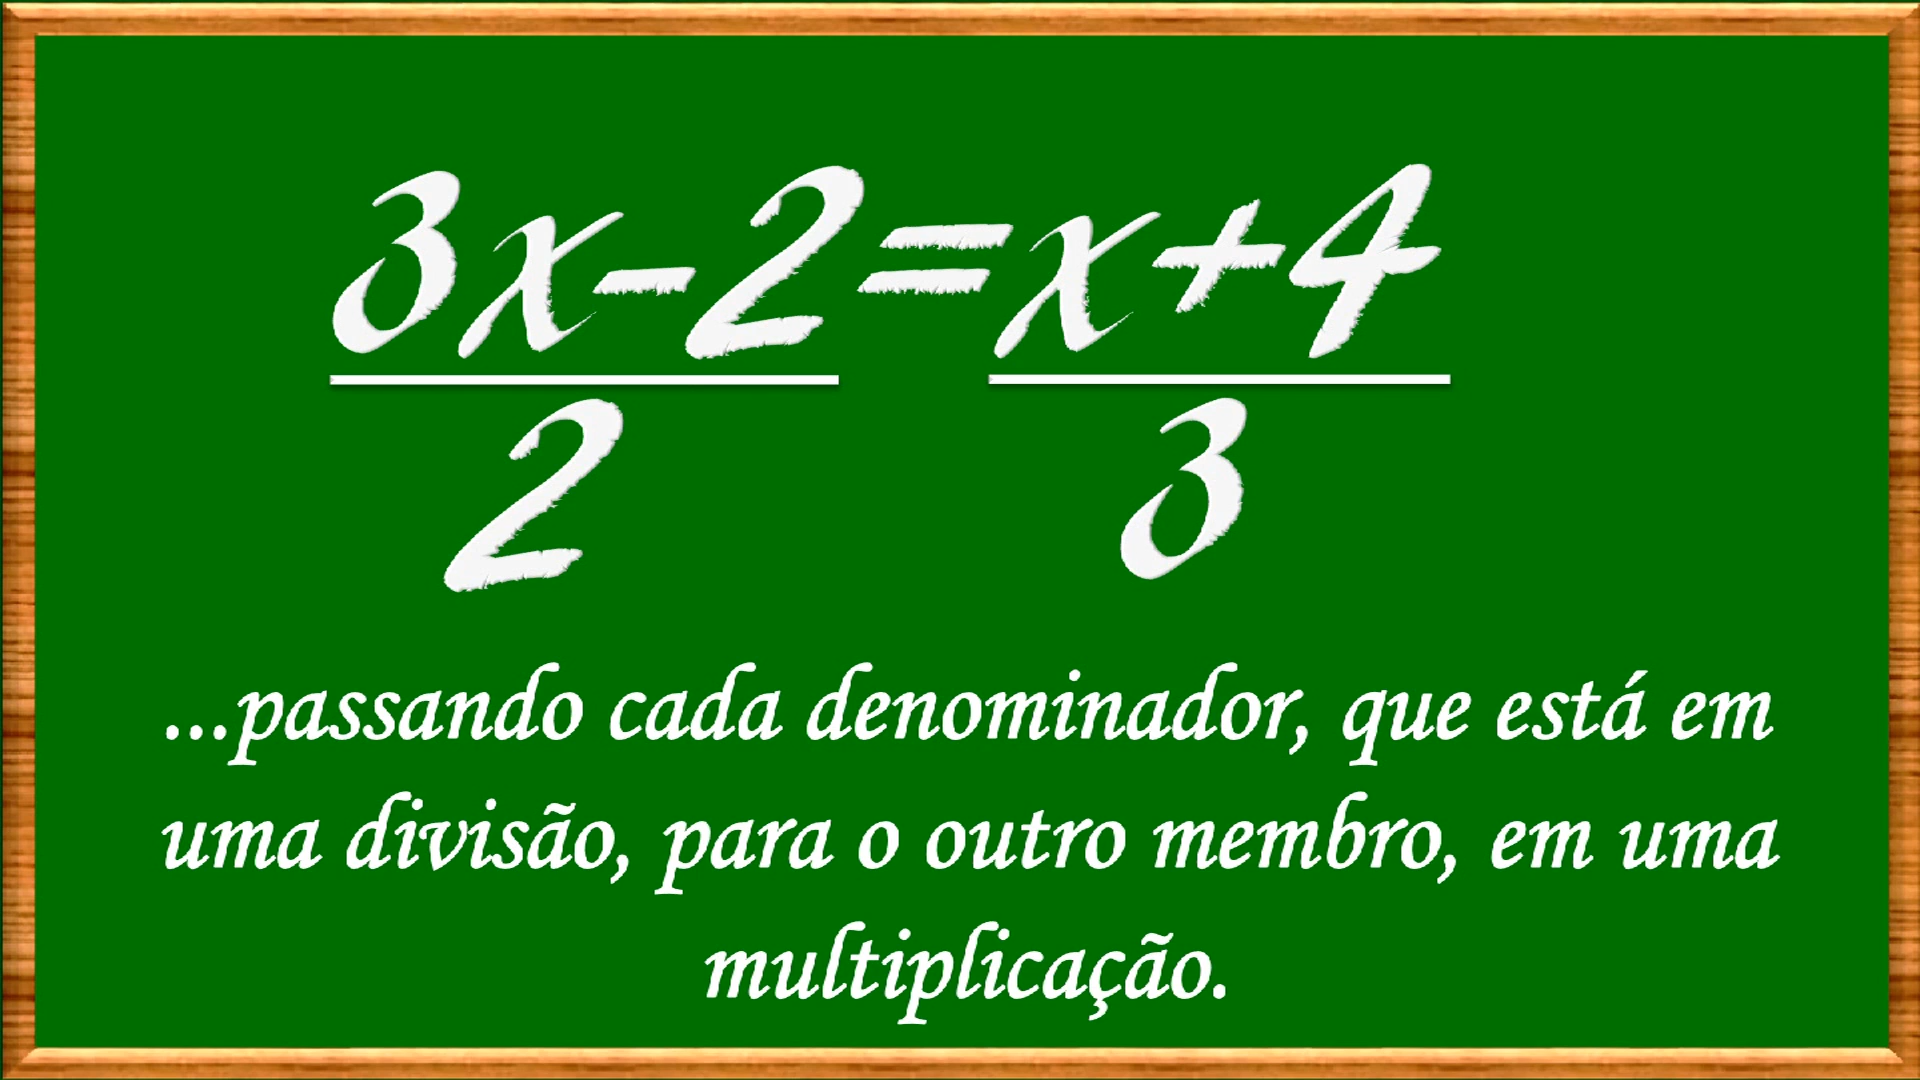 3x-2=x+4
2 3
...passando cada denominador, que está em
uma divisão, para o outro membro, em uma
multiplicação.